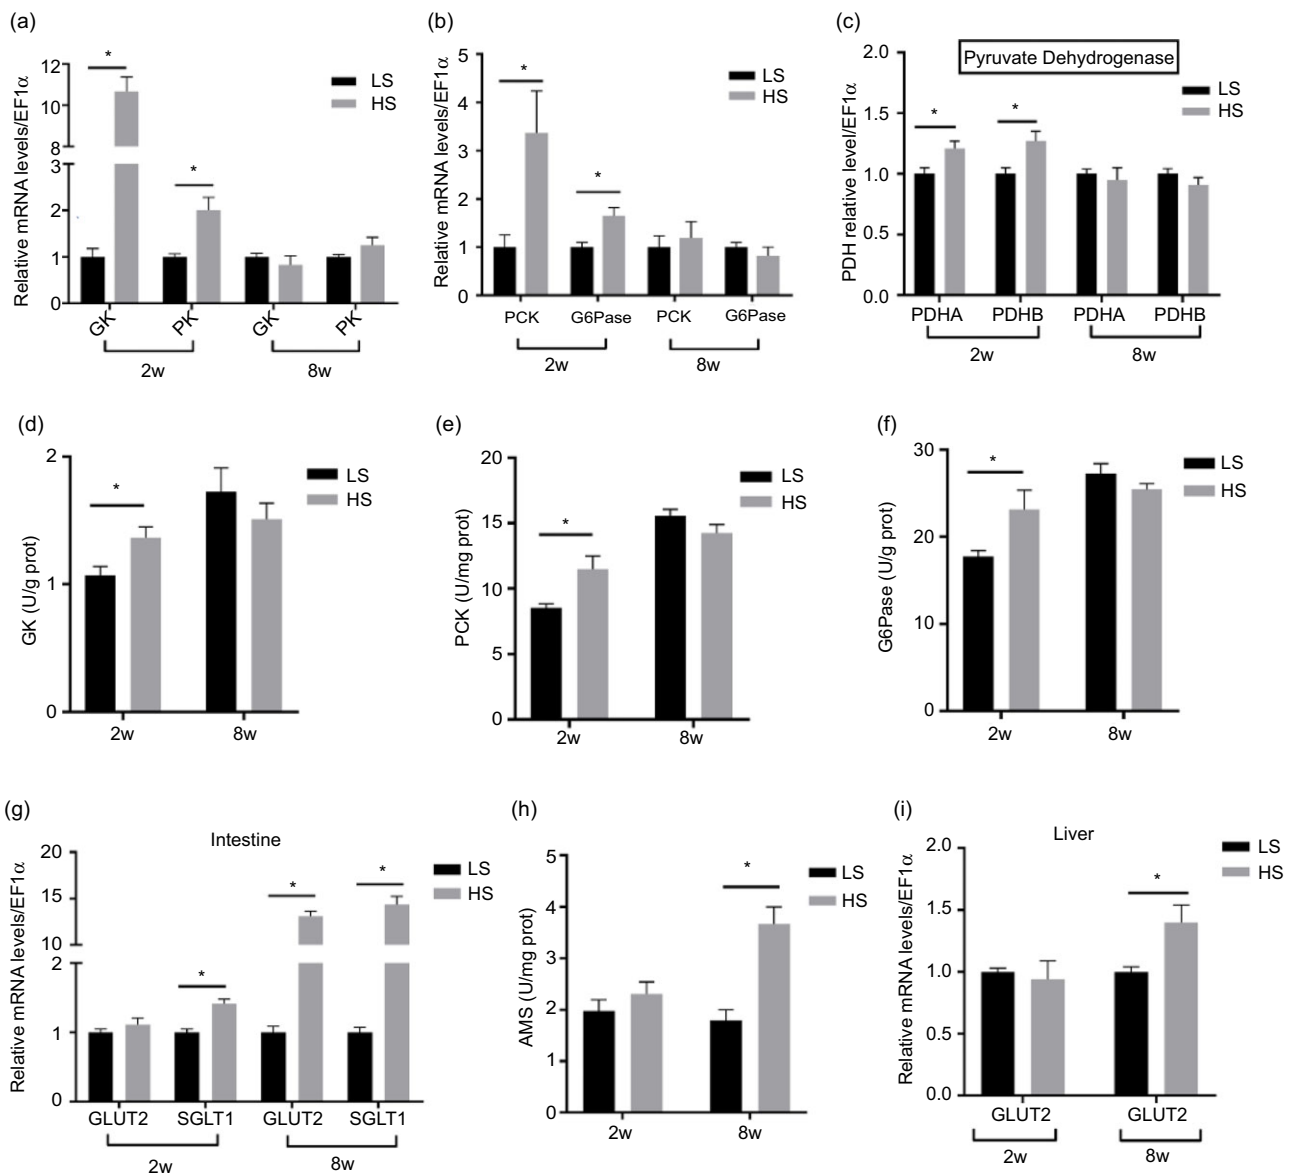 (a)
Relative mRNA levels/EF1α
12
10
8
3
2
1
0
*
*
LS
HS
GK
PK
GK
PK
2w
8w
(b)
Relative mRNA levels/EF1α
5
4
3
2
1
0
*
*
LS
HS
PCK
G6Pase
PCK
G6Pase
2w
8w
(c)
PDH relative level/EF1α
2.0
1.5
1.0
0.5
0.0
Pyruvate Dehydrogenase
*
*
LS
HS
PDHA
PDHB
PDHA
PDHB
2w
8w
(d)
GK (U/g prot)
2
1
0
*
LS
HS
2w
8w
(e)
PCK (U/mg prot)
20
15
10
5
0
*
LS
HS
2w
8w
(f)
G6Pase (U/g prot)
30
20
10
0
*
LS
HS
2w
8w
(g)
Intestine
Relative mRNA levels/EF1α
20
15
10
2
1
0
*
*
*
LS
HS
GLUT2
SGLT1
GLUT2
SGLT1
2w
8w
(h)
AMS (U/mg prot)
5
4
3
2
1
0
*
LS
HS
2w
8w
(i)
Liver
Relative mRNA levels/EF1α
2.0
1.5
1.0
0.5
0.0
*
LS
HS
GLUT2
GLUT2
2w
8w